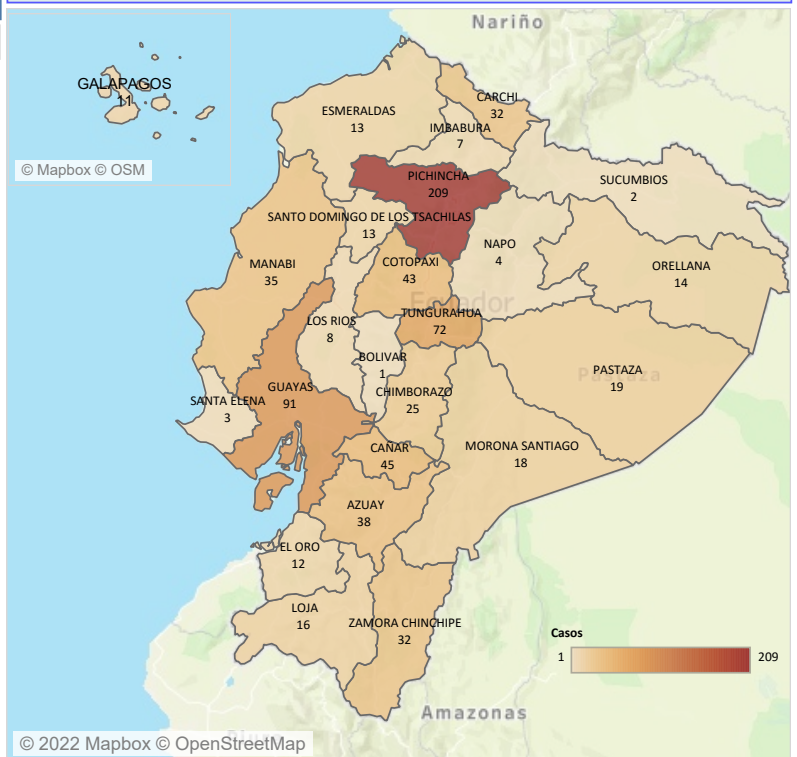 Nariño
GALAPAGOS
11
© Mapbox © OSM
ESMERALDAS
13
CARCHI
32
IMBABURA
7
PICHINCHA
209
SUCUMBIOS
2
SANTO DOMINGO DE LOS TSACHILAS
13
NAPO
4
MANABI
35
COTOPAXI
43
ORELLANA
14
Ecuador
TUNGURAHUA
72
LOS RIOS
8
BOLIVAR
1
PASTAZA
19
Pastaza
GUAYAS
91
SANTA ELENA
3
CHIMBORAZO
25
CAÑAR
45
MORONA SANTIAGO
18
AZUAY
38
EL ORO
12
LOJA
16
ZAMORA CHINCHIPE
32
Casos
1
209
Amazonas
© 2022 Mapbox © OpenStreetMap